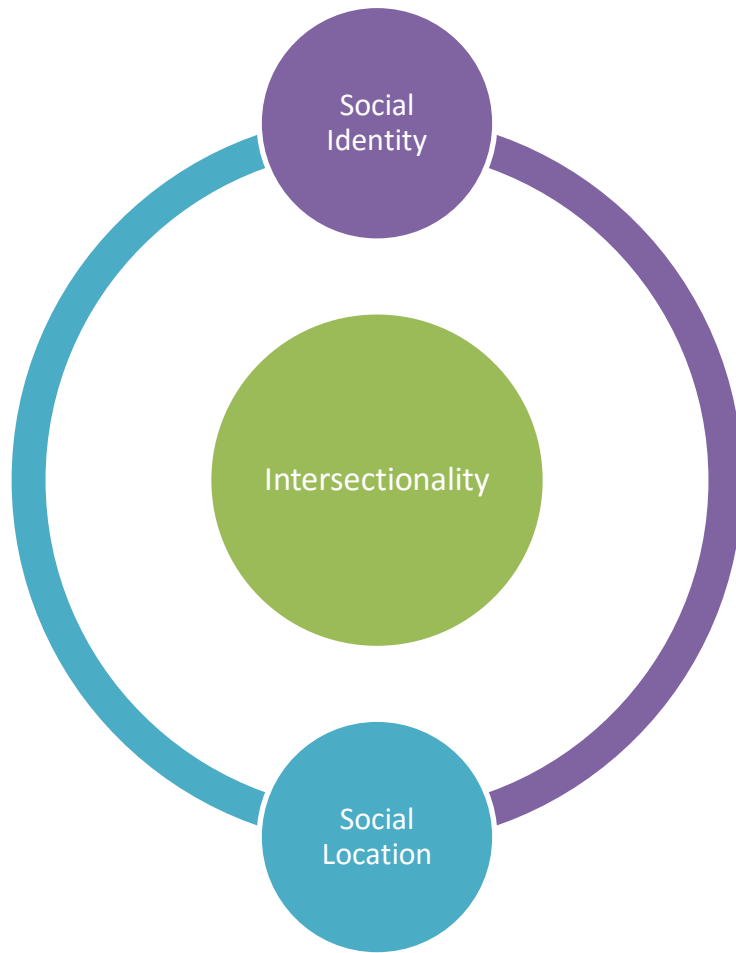 Social
Identity
Intersectionality
Social
Location